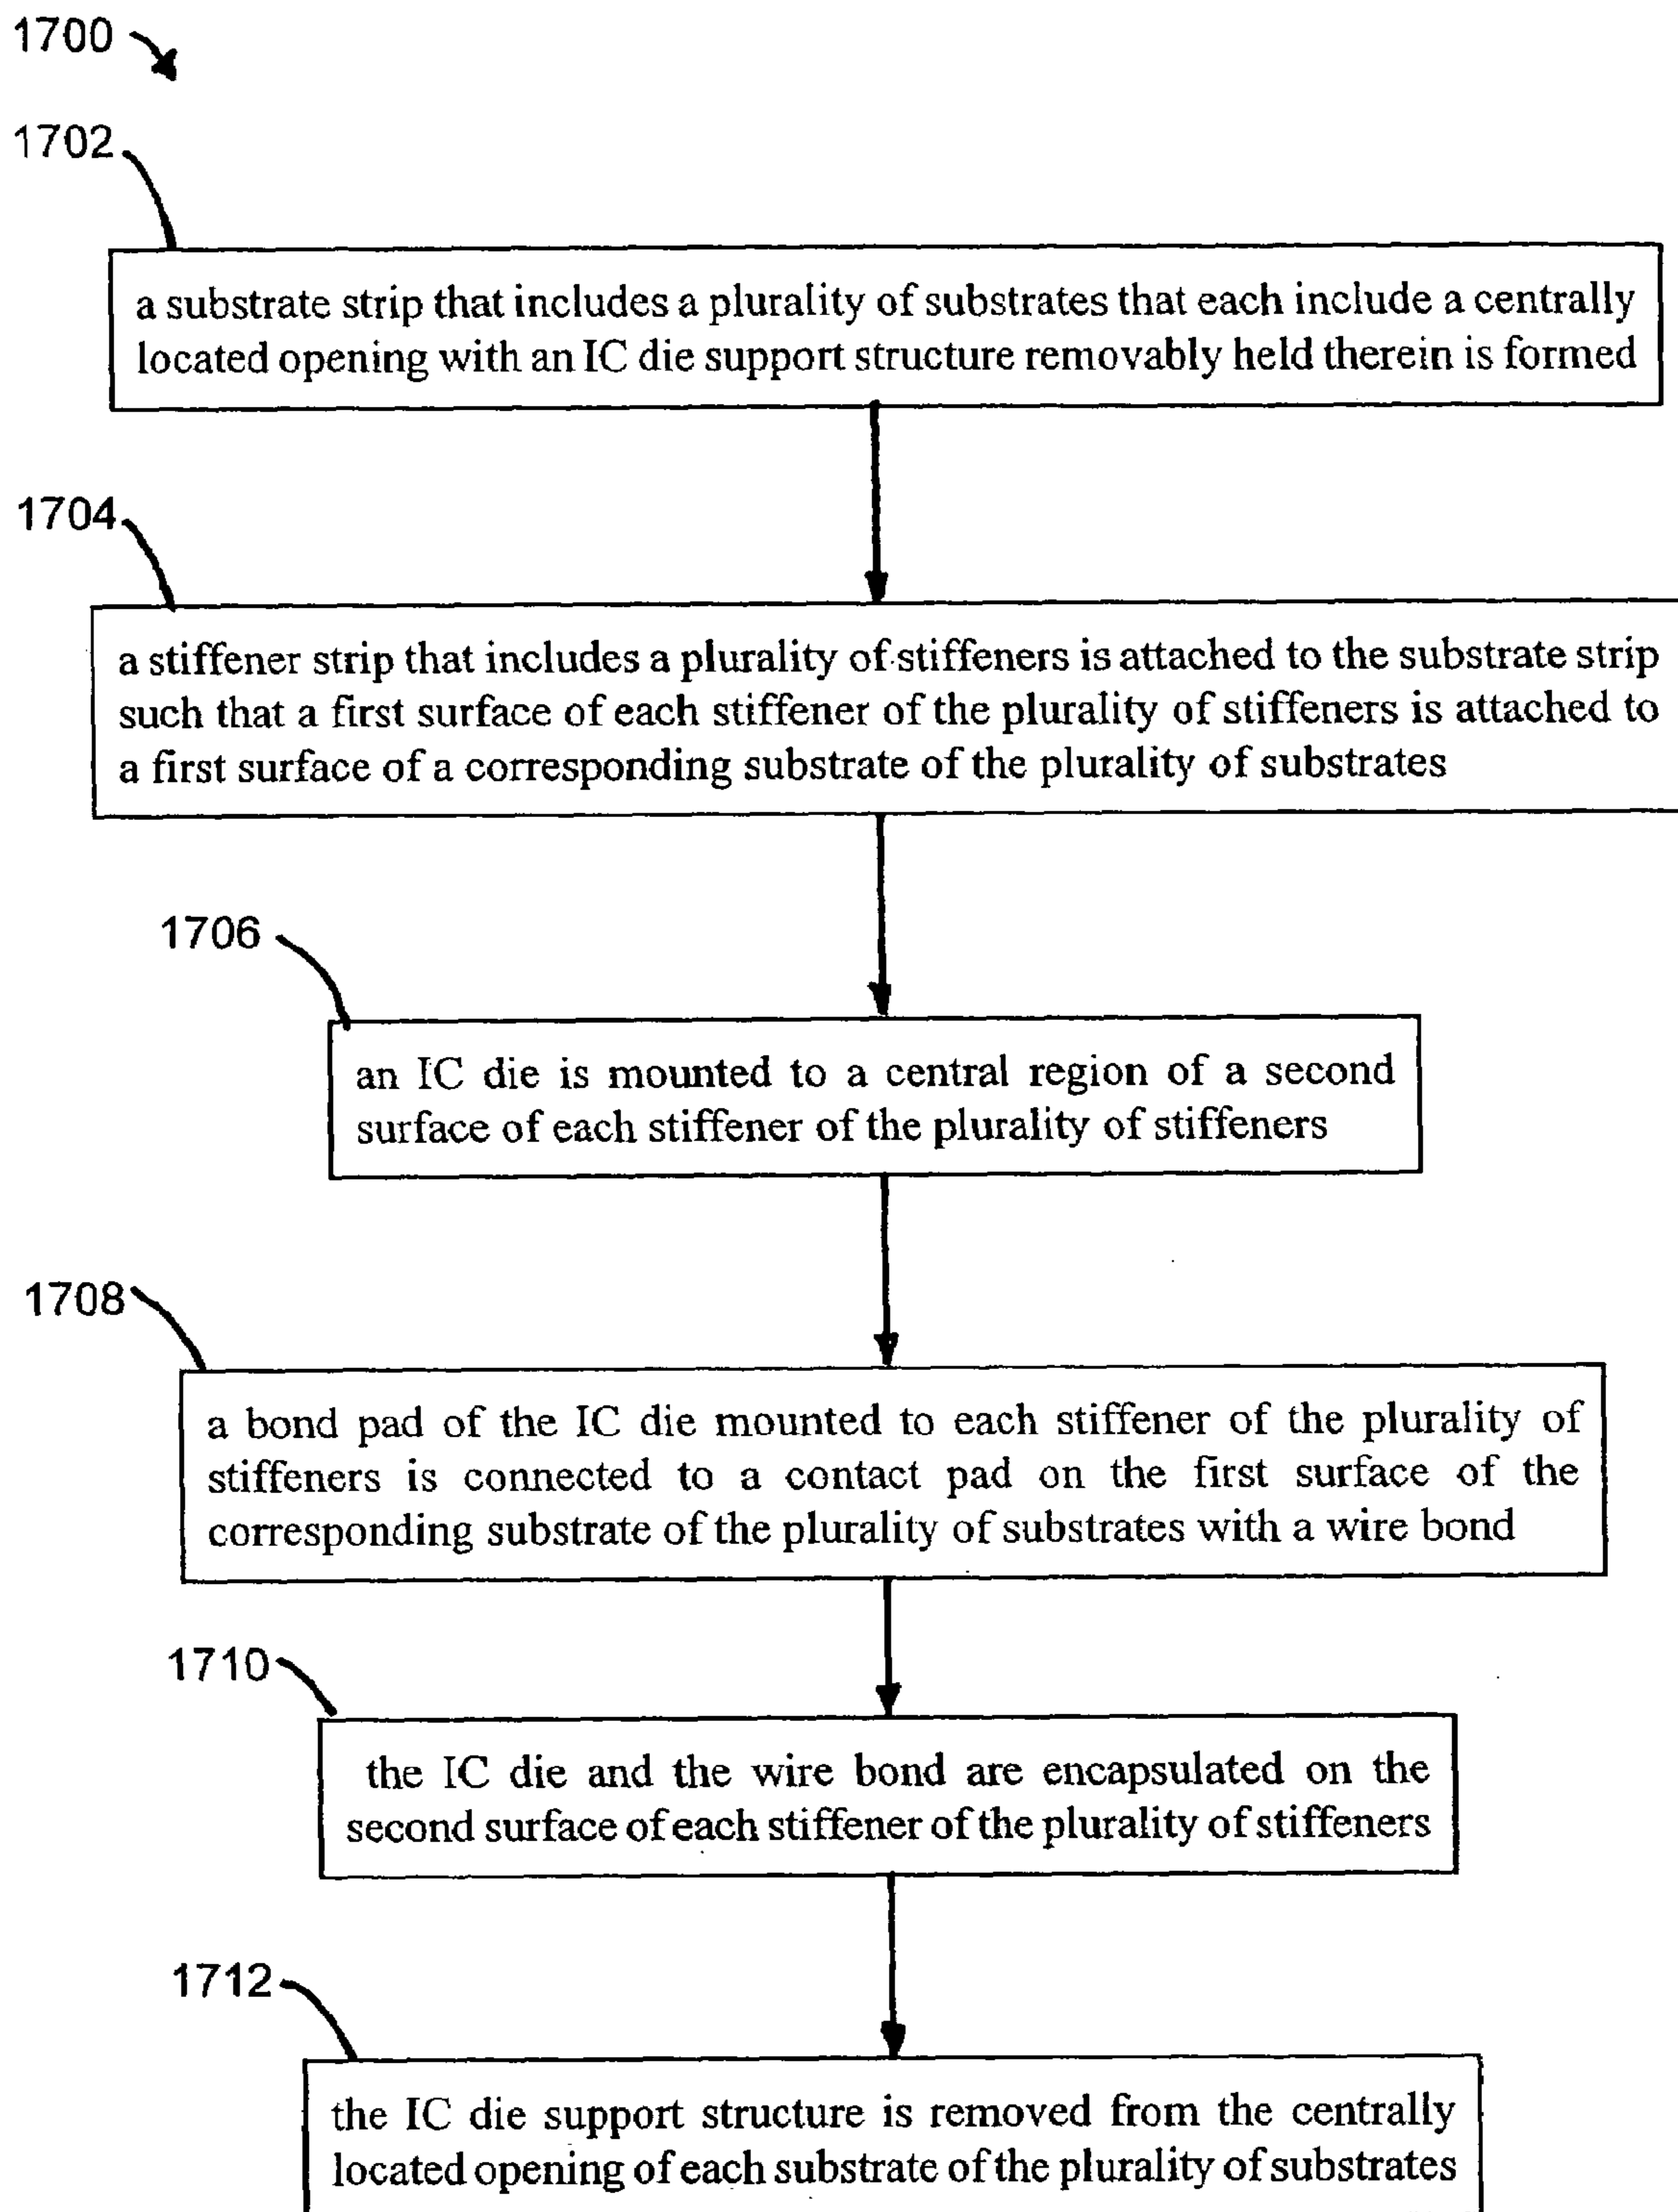 1700
1702
a substrate strip that includes a plurality of substrates that each include a centrally
located opening with an IC die support structure removably held therein is formed
1704
a stiffener strip that includes a plurality of stiffeners is attached to the substrate strip
such that a first surface of each stiffener of the plurality of stiffeners is attached to
a first surface of a corresponding substrate of the plurality of substrates
1706
an IC die is mounted to a central region of a second
surface of each stiffener of the plurality of stiffeners
1708
a bond pad of the IC die mounted to each stiffener of the plurality of
stiffeners is connected to a contact pad on the first surface of the
corresponding substrate of the plurality of substrates with a wire bond
1710
the IC die and the wire bond are encapsulated on the
second surface of each stiffener of the plurality of stiffeners
1712
the IC die support structure is removed from the centrally
located opening of each substrate of the plurality of substrates